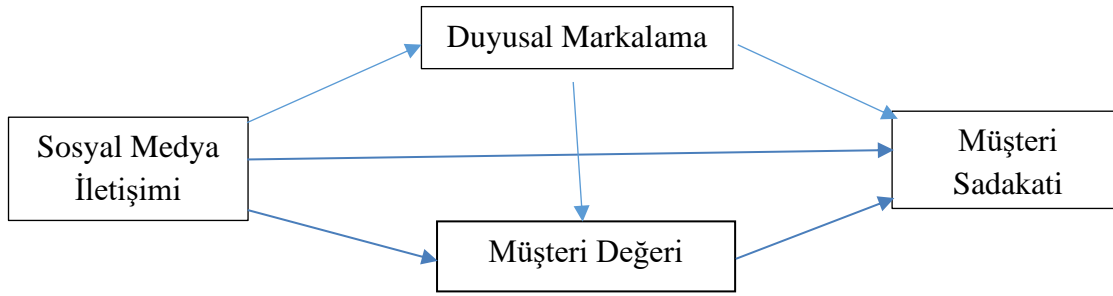 Duyusal Markalama
Sosyal Medya
İletişimi
Müşteri
Sadakati
Müşteri Değeri